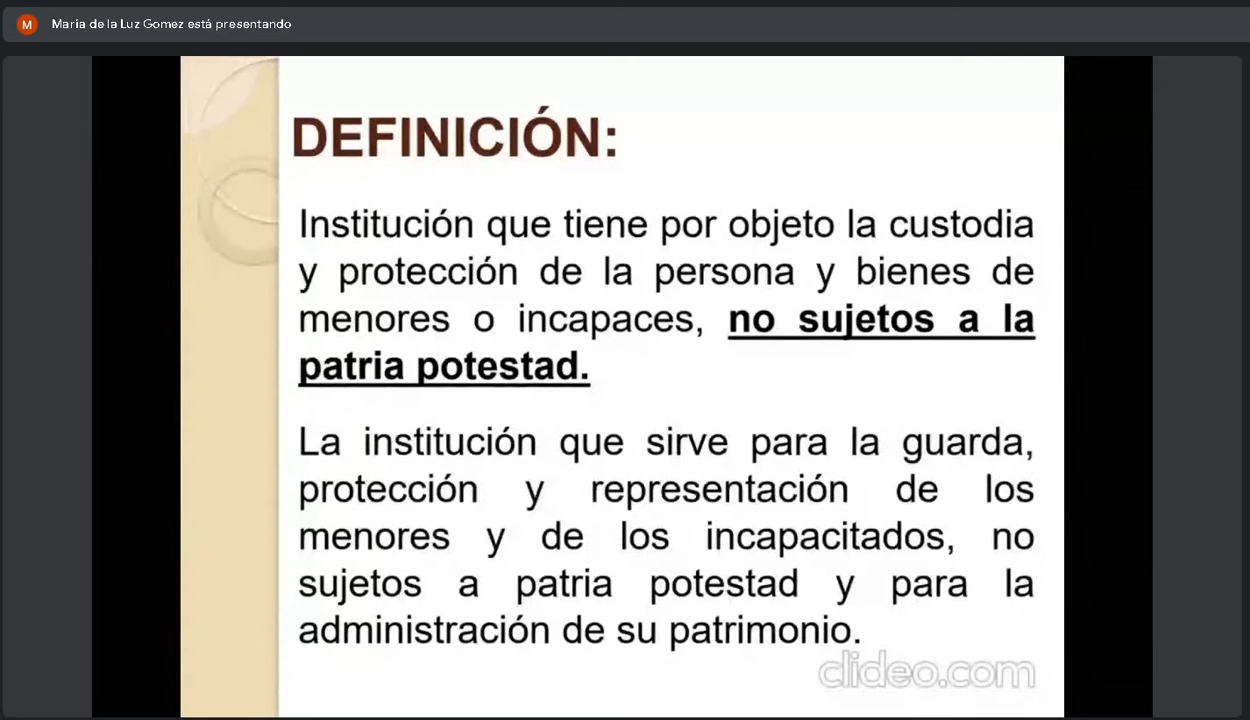 M
Maria de la Luz Gomez está presentando
DEFINICIÓN:
Institución que tiene por objeto la custodia
y protección de la persona y bienes de
menores o incapaces, no sujetos a la
patria potestad.
La institución que sirve para la guarda,
protección y representación de los
menores y de los incapacitados, no
sujetos a patria potestad y para la
administración de su patrimonio.
clideo.com